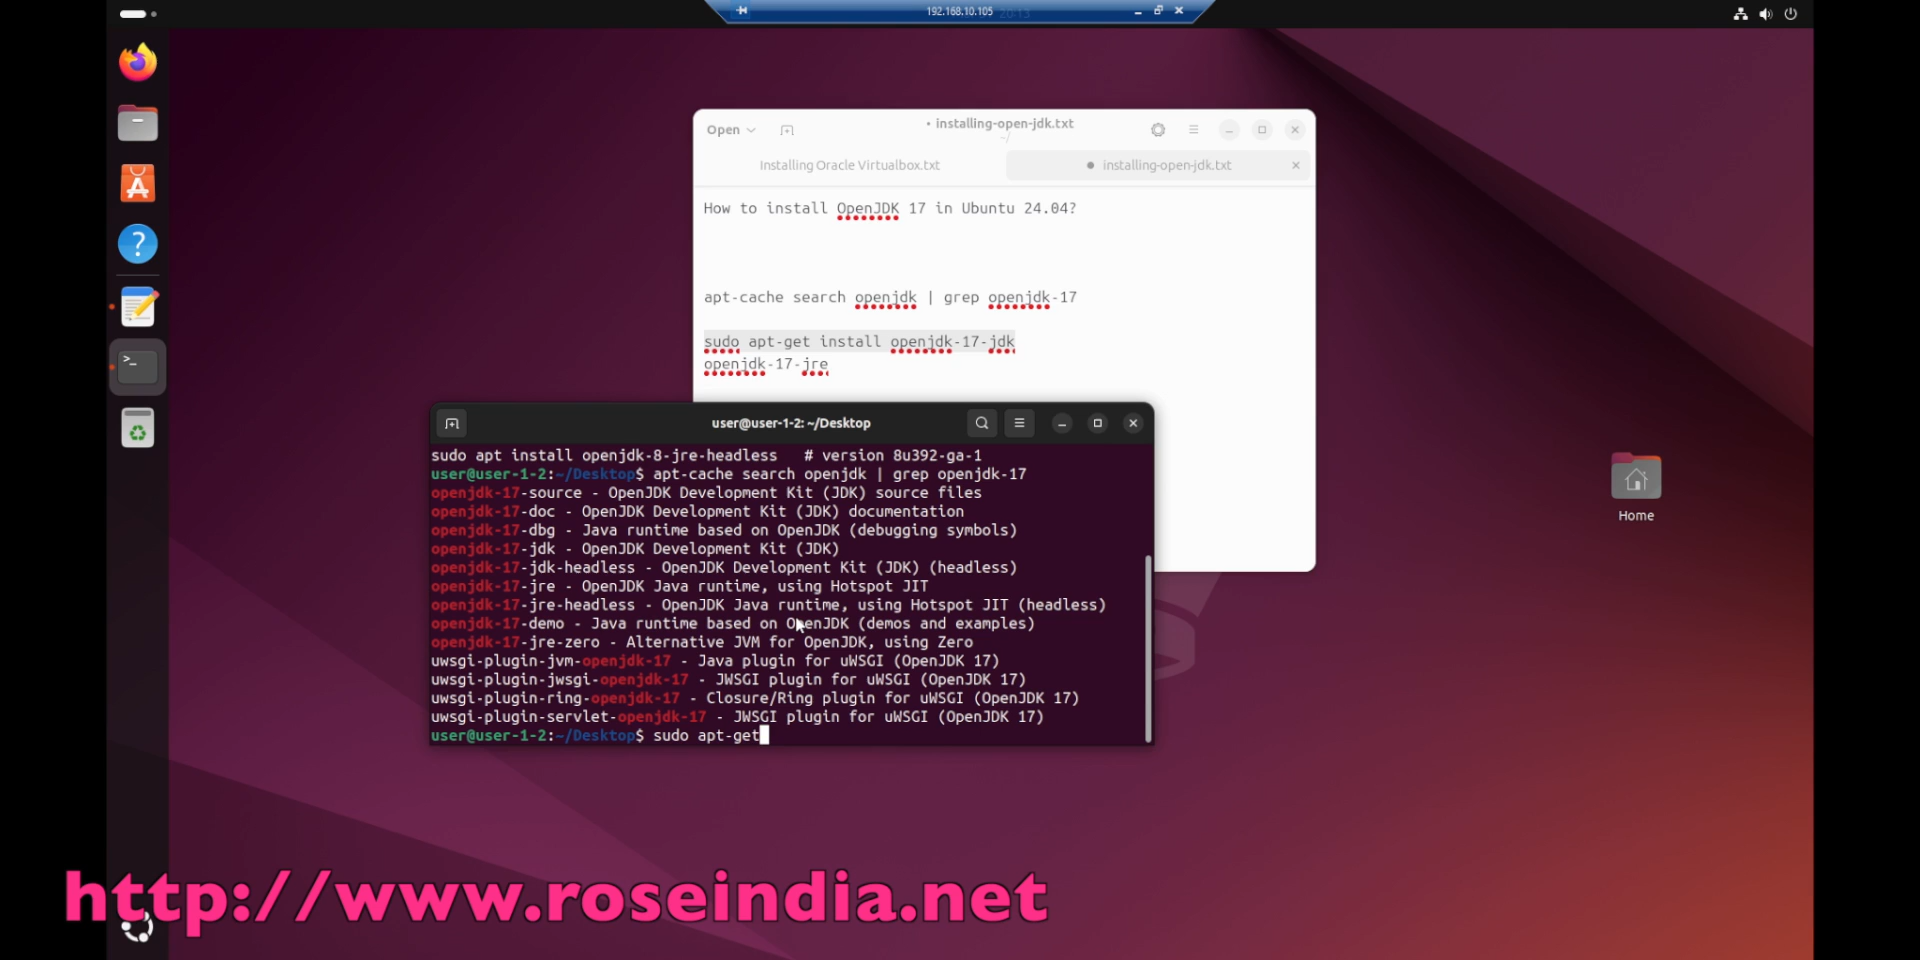 192.168.10.105
20:13
Open
• installing-open-jdk.txt
~/
Installing Oracle Virtualbox.txt
● installing-open-jdk.txt
How to install OpenJDK 17 in Ubuntu 24.04?
apt-cache search openjdk | grep openjdk-17
sudo apt-get install openjdk-17-jdk
openjdk-17-jre
user@user-1-2: ~/Desktop
sudo apt install openjdk-8-jre-headless   # version 8u392-ga-1
user@user-1-2:~/Desktop$ apt-cache search openjdk | grep openjdk-17
openjdk-17-source - OpenJDK Development Kit (JDK) source files
openjdk-17-doc - OpenJDK Development Kit (JDK) documentation
openjdk-17-dbg - Java runtime based on OpenJDK (debugging symbols)
openjdk-17-jdk - OpenJDK Development Kit (JDK)
openjdk-17-jdk-headless - OpenJDK Development Kit (JDK) (headless)
openjdk-17-jre - OpenJDK Java runtime, using Hotspot JIT
openjdk-17-jre-headless - OpenJDK Java runtime, using Hotspot JIT (headless)
openjdk-17-demo - Java runtime based on OpenJDK (demos and examples)
openjdk-17-jre-zero - Alternative JVM for OpenJDK, using Zero
uwsgi-plugin-jvm-openjdk-17 - Java plugin for uWSGI (OpenJDK 17)
uwsgi-plugin-jwsgi-openjdk-17 - JWSGI plugin for uWSGI (OpenJDK 17)
uwsgi-plugin-ring-openjdk-17 - Closure/Ring plugin for uWSGI (OpenJDK 17)
uwsgi-plugin-servlet-openjdk-17 - JWSGI plugin for uWSGI (OpenJDK 17)
user@user-1-2:~/Desktop$ sudo apt-get
Home
http://www.roseindia.net